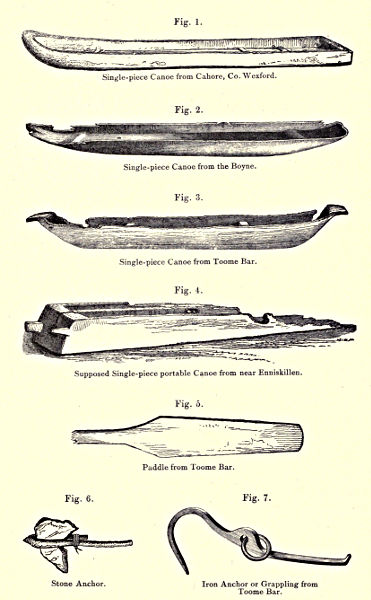 Fig. 1.
Single-piece Canoe from Cahore, Co. Wexford.
Fig. 2.
Single-piece Canoe from the Boyne.
Fig. 3.
Single-piece Canoe from Toome Bar.
Fig. 4.
Supposed Single-piece portable Canoe from near Enniskillen.
Fig. 5.
Paddle from Toome Bar.
Fig. 6.
Stone Anchor.
Fig. 7.
Iron Anchor or Grappling from
Toome Bar.